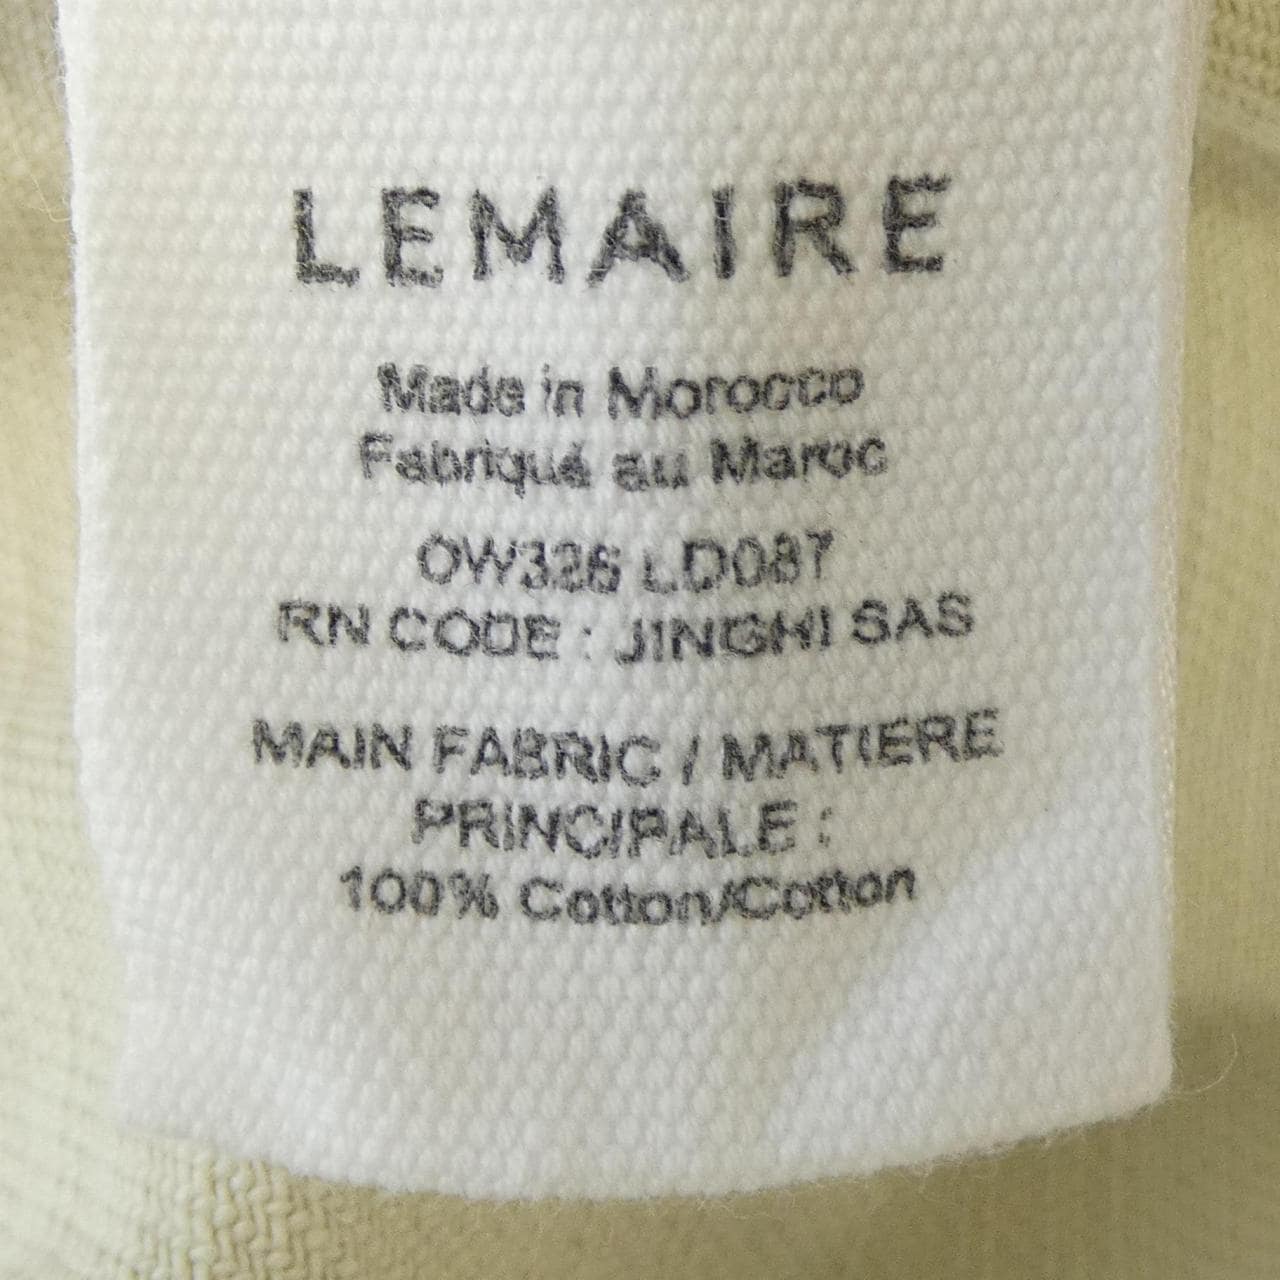 LEMAIRE
Made in Morocco
Fabriqué au Maroc
OW326 LD087
RN CODE : JINGHI SAS
MAIN FABRIC / MATIERE
PRINCIPALE :
100% Cotton/Cotton